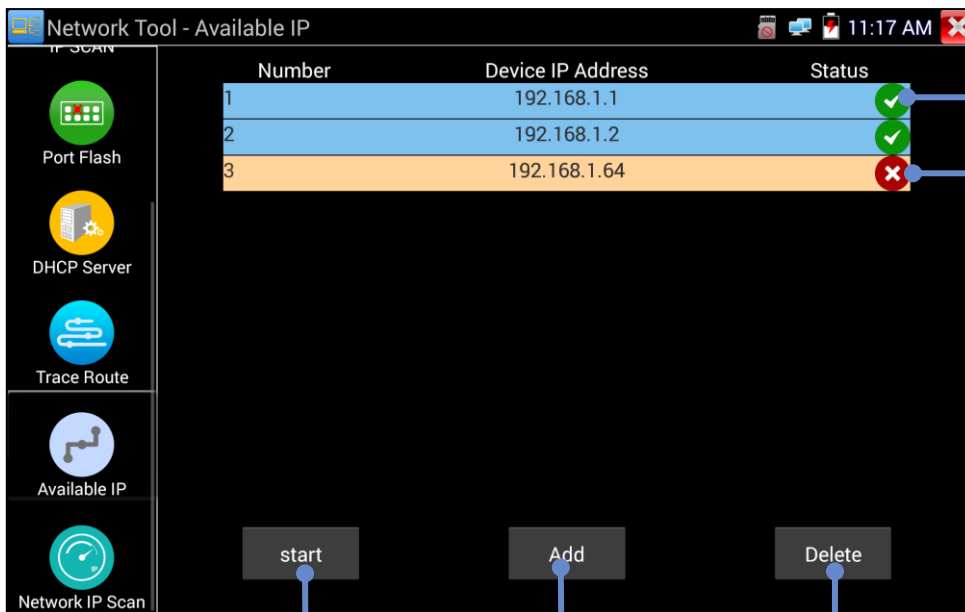 Network Tool - Available IP
11:17 AM
IP SCAN
Port Flash
DHCP Server
Trace Route
Available IP
Network IP Scan
Number Device IP Address Status
1 192.168.1.1
2 192.168.1.2
3 192.168.1.64
start Add Delete